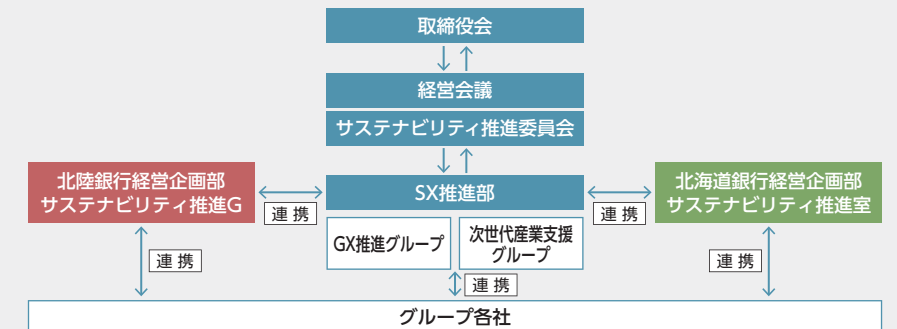 取締役会
経営会議
サステナビリティ推進委員会
北陸銀行経営企画部
サステナビリティ推進G
連携
SX推進部
連携
北海道銀行経営企画部
サステナビリティ推進室
GX推進グループ
次世代産業支援
グループ
連携
連携
連携
グループ各社